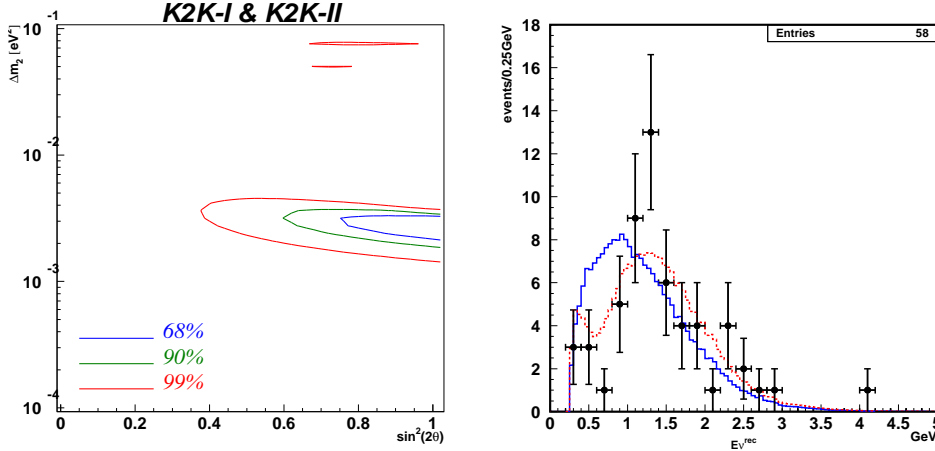 K2K-I & K2K-II
Δm₂ [eV²]
10⁻¹
10⁻²
10⁻³
10⁻⁴
68%
90%
99%
0 0.2 0.4 0.6 0.8 1
sin²(2θ)
events/0.25GeV
Entries 58
18
16
14
12
10
8
6
4
2
0
0 0.5 1 1.5 2 2.5 3 3.5 4 4.5 5
Eν^rec GeV